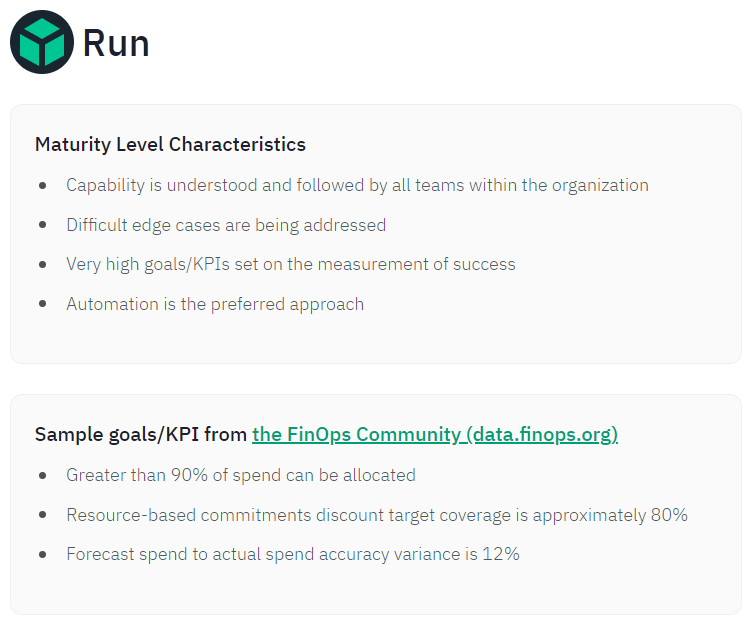 Run
Maturity Level Characteristics
• Capability is understood and followed by all teams within the organization
• Difficult edge cases are being addressed
• Very high goals/KPIs set on the measurement of success
• Automation is the preferred approach
Sample goals/KPI from the FinOps Community (data.finops.org)
• Greater than 90% of spend can be allocated
• Resource-based commitments discount target coverage is approximately 80%
• Forecast spend to actual spend accuracy variance is 12%